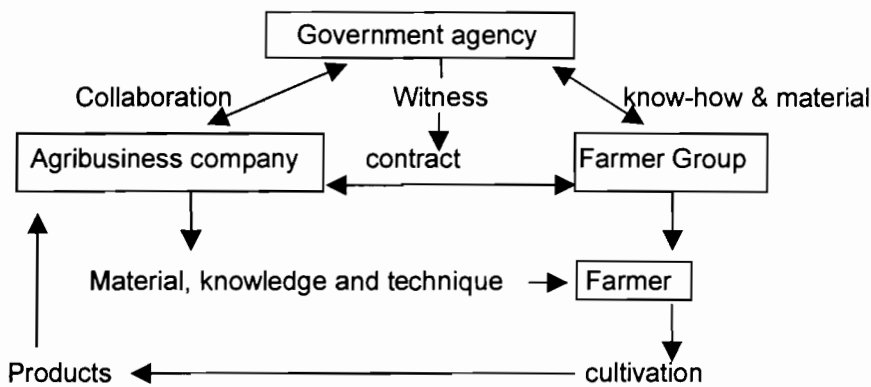 Government agency
Collaboration Witness know-how & material
Agribusiness company contract Farmer Group
Material, knowledge and technique Farmer
Products cultivation